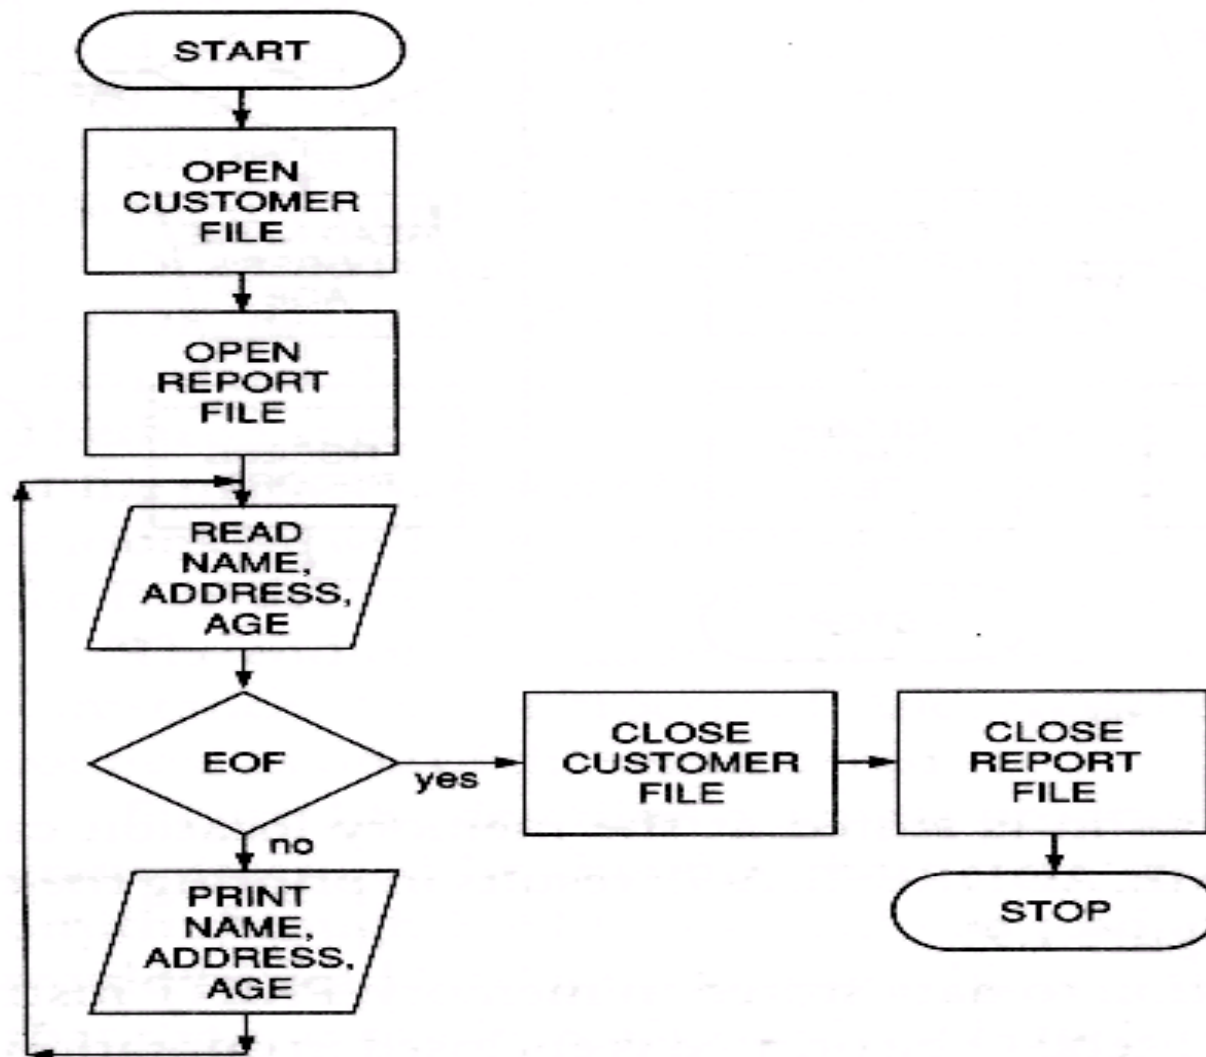 START
OPEN
CUSTOMER
FILE
OPEN
REPORT
FILE
READ
NAME,
ADDRESS,
AGE
EOF
yes
no
CLOSE
CUSTOMER
FILE
CLOSE
REPORT
FILE
STOP
PRINT
NAME,
ADDRESS,
AGE